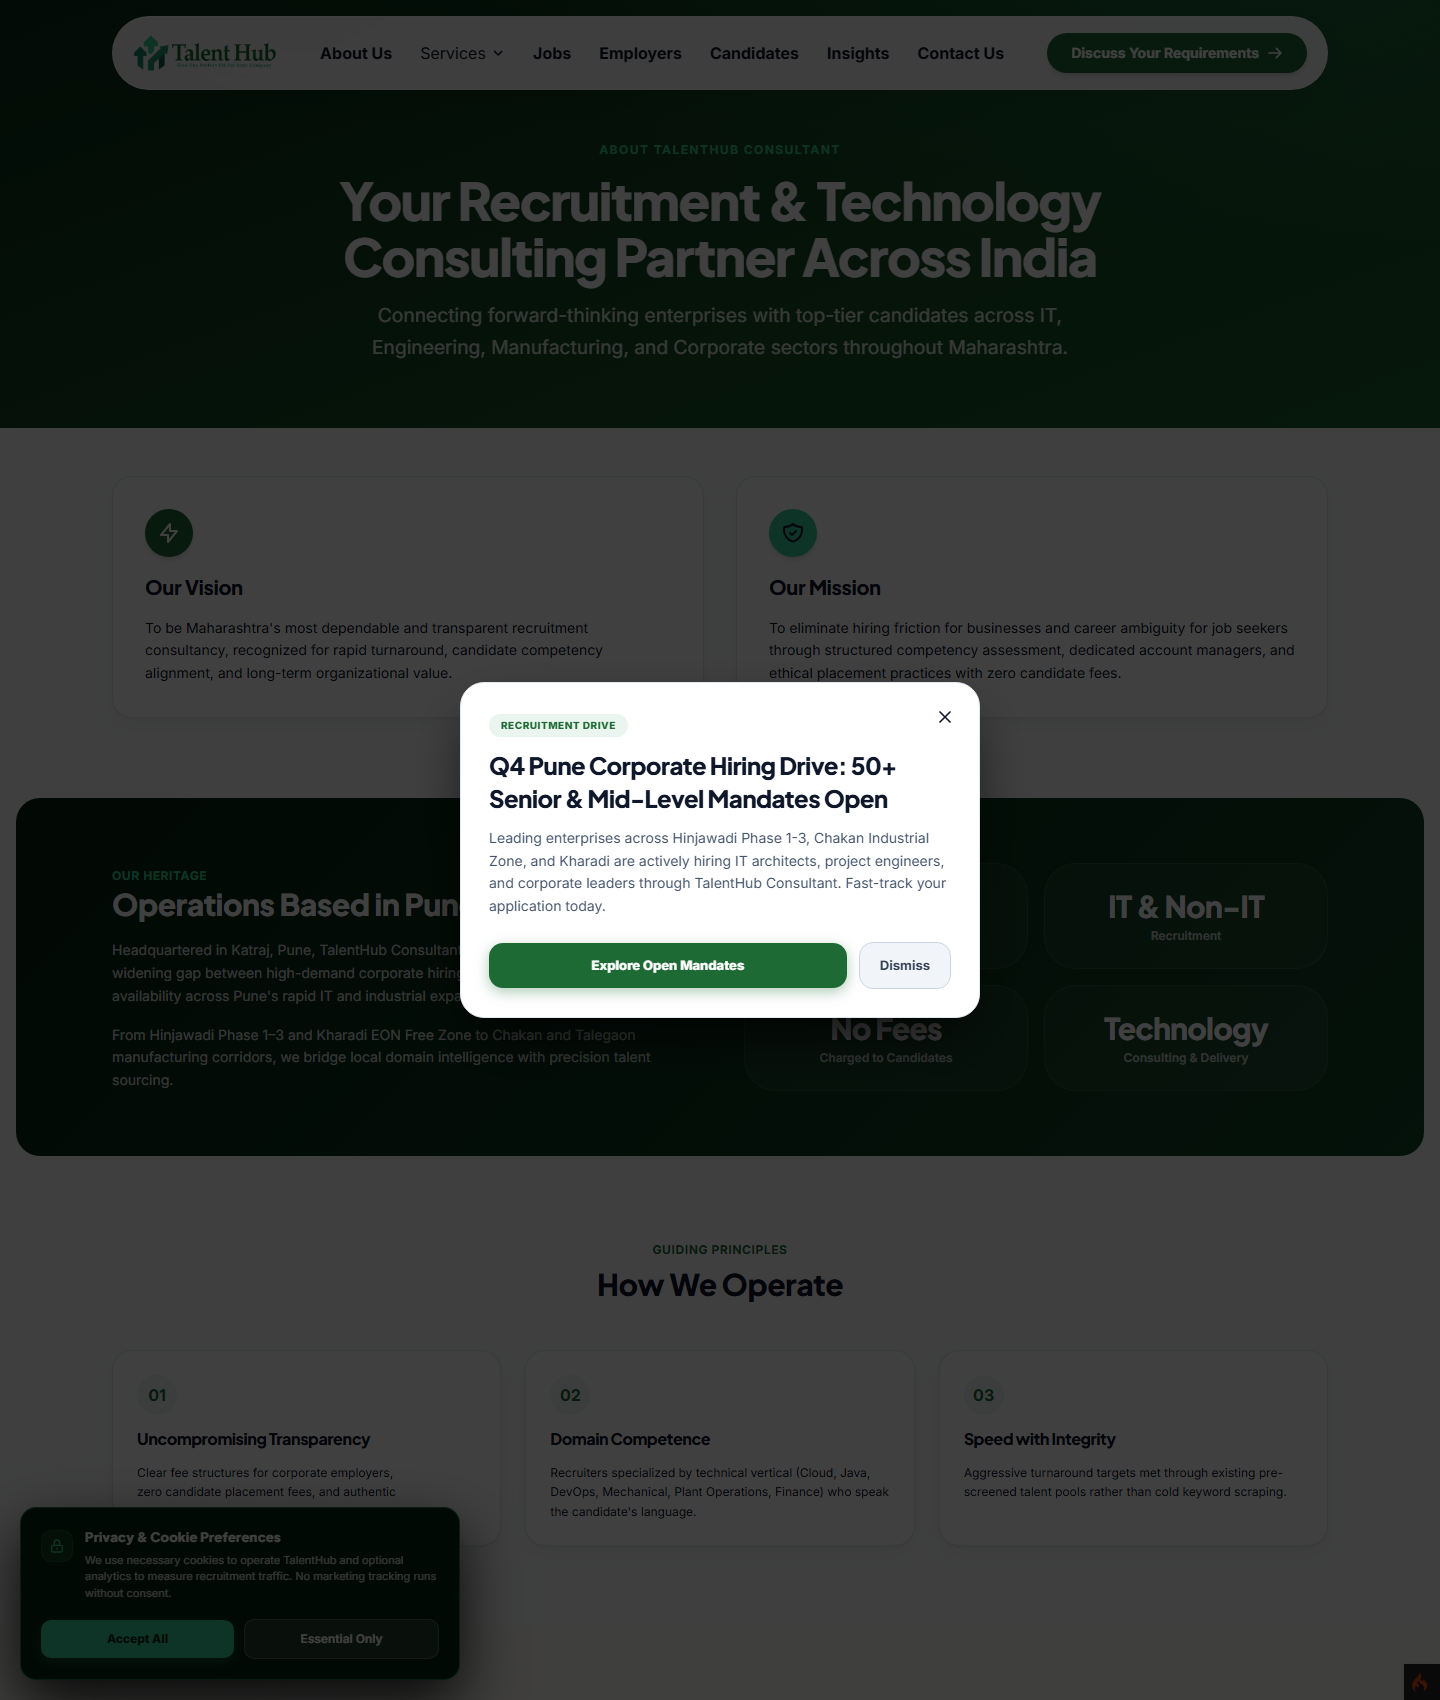 Talent Hub
About Us
Services
Jobs
Employers
Candidates
Insights
Contact Us
Discuss Your Requirements
ABOUT TALENTHUB CONSULTANT
Your Recruitment & Technology
Consulting Partner Across India
Connecting forward-thinking enterprises with top-tier candidates across IT,
Engineering, Manufacturing, and Corporate sectors throughout Maharashtra.
Our Vision
To be Maharashtra's most dependable and transparent recruitment
consultancy, recognized for rapid turnaround, candidate competency
alignment, and long-term organizational value.
Our Mission
To eliminate hiring friction for businesses and career ambiguity for job seekers
through structured competency assessment, dedicated account managers, and
ethical placement practices with zero candidate fees.
RECRUITMENT DRIVE
Q4 Pune Corporate Hiring Drive: 50+
Senior & Mid-Level Mandates Open
Leading enterprises across Hinjawadi Phase 1-3, Chakan Industrial
Zone, and Kharadi are actively hiring IT architects, project engineers,
and corporate leaders through TalentHub Consultant. Fast-track your
application today.
Explore Open Mandates
Dismiss
OUR HERITAGE
Operations Based in Pun
Headquartered in Katraj, Pune, TalentHub Consultant
widening gap between high-demand corporate hiring
availability across Pune's rapid IT and industrial expa
From Hinjawadi Phase 1–3 and Kharadi EON Free Zone to Chakan and Talegaon
manufacturing corridors, we bridge local domain intelligence with precision talent
sourcing.
IT & Non-IT
Recruitment
No Fees
Charged to Candidates
Technology
Consulting & Delivery
GUIDING PRINCIPLES
How We Operate
01
Uncompromising Transparency
Clear fee structures for corporate employers,
zero candidate placement fees, and authentic
02
Domain Competence
Recruiters specialized by technical vertical (Cloud, Java,
DevOps, Mechanical, Plant Operations, Finance) who speak
the candidate's language.
03
Speed with Integrity
Aggressive turnaround targets met through existing pre-
screened talent pools rather than cold keyword scraping.
Privacy & Cookie Preferences
We use necessary cookies to operate TalentHub and optional
analytics to measure recruitment traffic. No marketing tracking runs
without consent.
Accept All
Essential Only